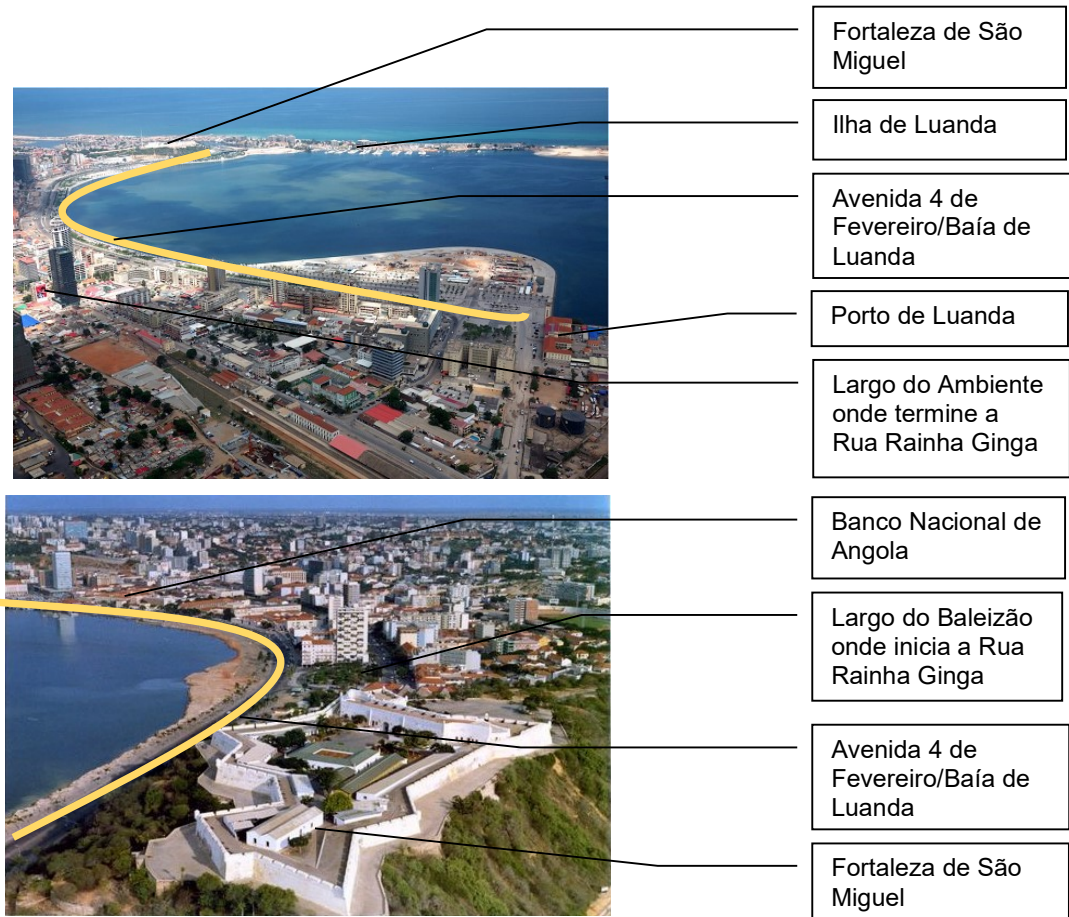 Fortaleza de São
Miguel
Ilha de Luanda
Avenida 4 de
Fevereiro/Baía de
Luanda
Porto de Luanda
Largo do Ambiente
onde termine a
Rua Rainha Ginga
Banco Nacional de
Angola
Largo do Baleizão
onde inicia a Rua
Rainha Ginga
Avenida 4 de
Fevereiro/Baía de
Luanda
Fortaleza de São
Miguel